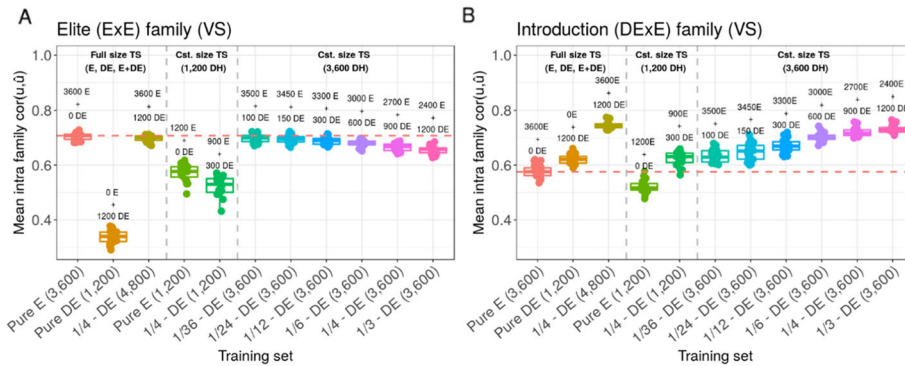 A
Elite (ExE) family (VS)
Mean intra family cor(u,û)
1.0
0.8
0.6
0.4
Full size TS
(E, DE, E+DE)
Cst. size TS
(1,200 DH)
Cst. size TS
(3,600 DH)
3600 E
+
0 DE
0 E
+
1200 DE
3600 E
+
1200 DE
1200 E
+
0 DE
900 E
+
300 DE
3500 E
+
100 DE
3450 E
+
150 DE
3300 E
+
300 DE
3000 E
+
600 DE
2700 E
+
900 DE
2400 E
+
1200 DE
Pure E (3,600)
Pure DE (1,200)
1/4 - DE (4,800)
Pure E (1,200)
1/4 - DE (1,200)
1/36 - DE (3,600)
1/24 - DE (3,600)
1/12 - DE (3,600)
1/6 - DE (3,600)
1/4 - DE (3,600)
1/3 - DE (3,600)
Training set
B
Introduction (DExE) family (VS)
Mean intra family cor(u,û)
1.0
0.8
0.6
0.4
Full size TS
(E, DE, E+DE)
Cst. size TS
(1,200 DH)
Cst. size TS
(3,600 DH)
3600E
+
0 DE
0E
+
1200 DE
3600E
+
1200 DE
1200E
+
0 DE
900E
+
300 DE
3500E
+
100 DE
3450E
+
150 DE
3300E
+
300 DE
3000E
+
600 DE
2700E
+
900 DE
2400E
+
1200 DE
Pure E (3,600)
Pure DE (1,200)
1/4 - DE (4,800)
Pure E (1,200)
1/4 - DE (1,200)
1/36 - DE (3,600)
1/24 - DE (3,600)
1/12 - DE (3,600)
1/6 - DE (3,600)
1/4 - DE (3,600)
1/3 - DE (3,600)
Training set